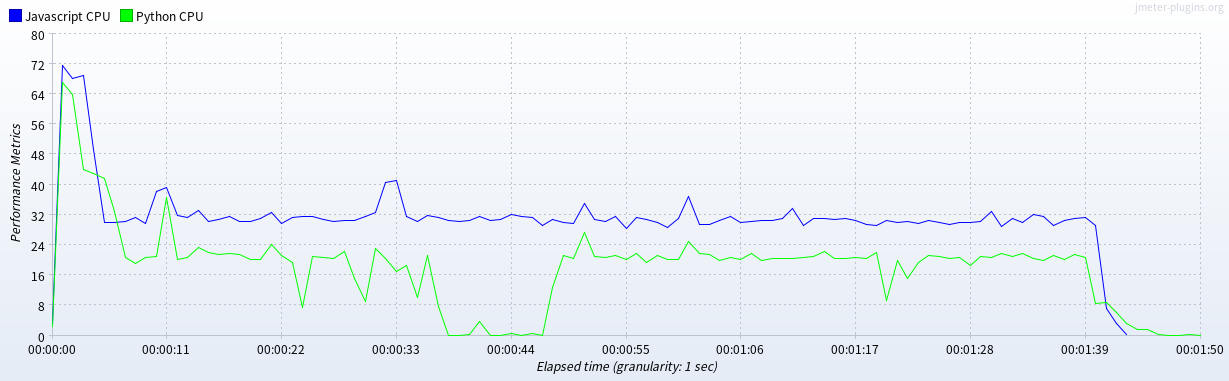 jmeter-plugins.org
Javascript CPU Python CPU
80
72
64
56
48
40
32
24
16
8
0
Performance Metrics
00:00:00 00:00:11 00:00:22 00:00:33 00:00:44 00:00:55 00:01:06 00:01:17 00:01:28 00:01:39 00:01:50
Elapsed time (granularity: 1 sec)